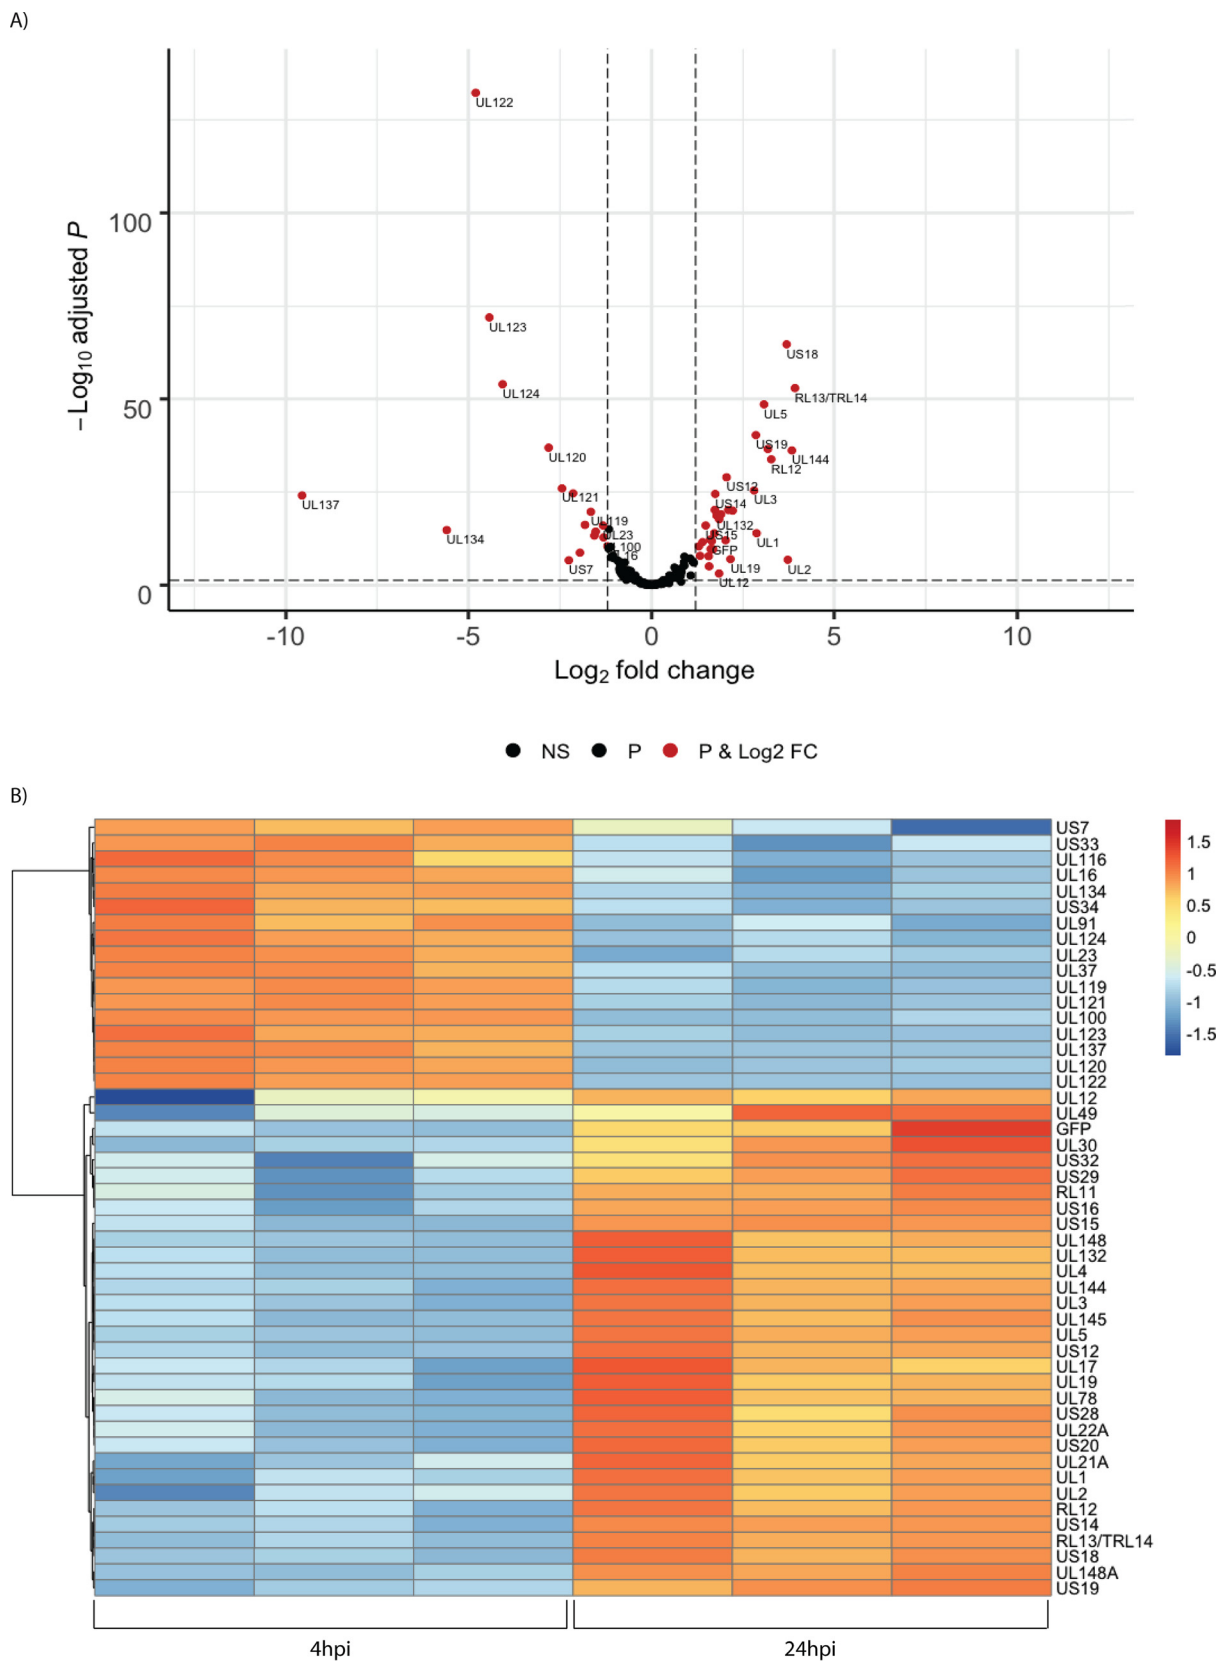 A)
UL122
100
UL123
US18
UL124
RL13/TRL14
50
UL5
US19
UL120
UL144
RL12
US12
UL121
UL3
UL137
US14
UL119
UL132
UL134
UL23
US15
UL1
UL100
GFP
UL16
US7
UL19
UL2
UL12
0
−Log10 adjusted P
-10 -5 0 5 10
Log2 fold change
NS P P & Log2 FC
B)
US7
US33
UL116
UL16
UL134
US34
UL91
UL124
UL23
UL37
UL119
UL121
UL100
UL123
UL137
UL120
UL122
UL12
UL49
GFP
UL30
US32
US29
RL11
US16
US15
UL148
UL132
UL4
UL144
UL3
UL145
UL5
US12
UL17
UL19
UL78
US28
UL22A
US20
UL21A
UL1
UL2
RL12
US14
RL13/TRL14
US18
UL148A
US19
1.5
1
0.5
0
-0.5
-1
-1.5
4hpi 24hpi